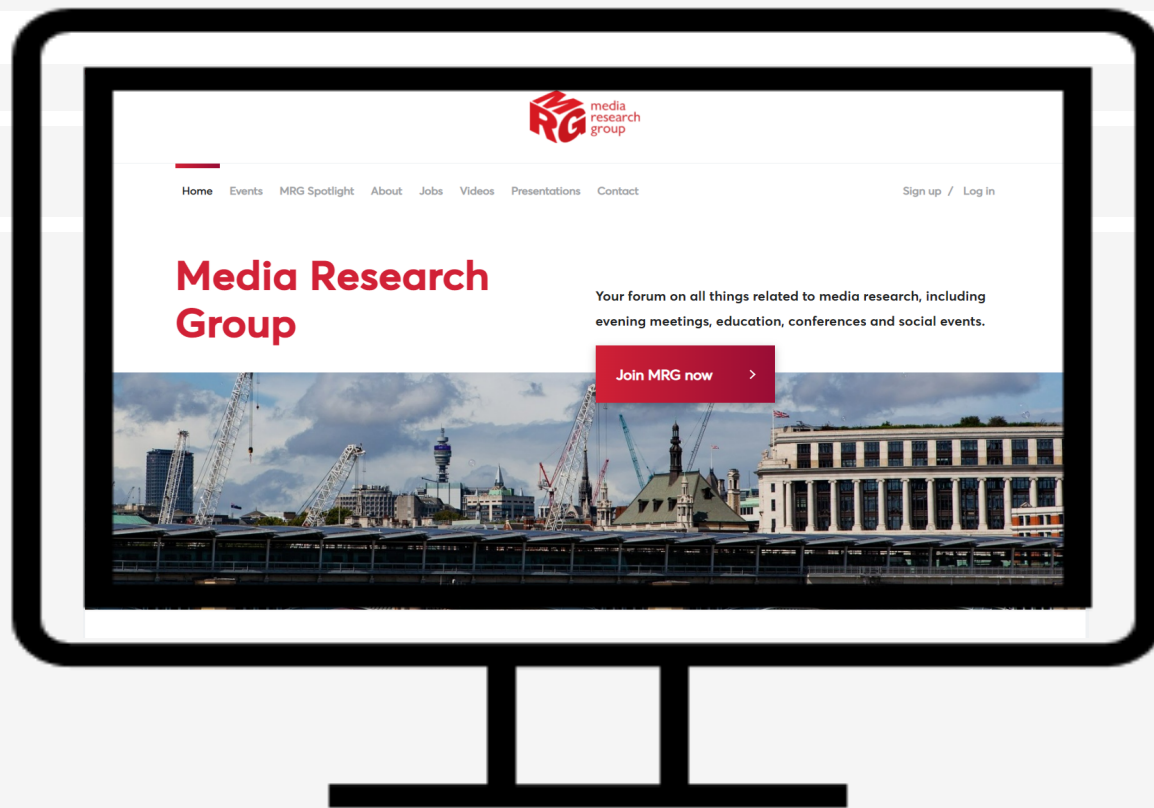 MRG
media
research
group
Home Events MRG Spotlight About Jobs Videos Presentations Contact
Sign up / Log in
Media Research
Group
Your forum on all things related to media research, including
evening meetings, education, conferences and social events.
Join MRG now >